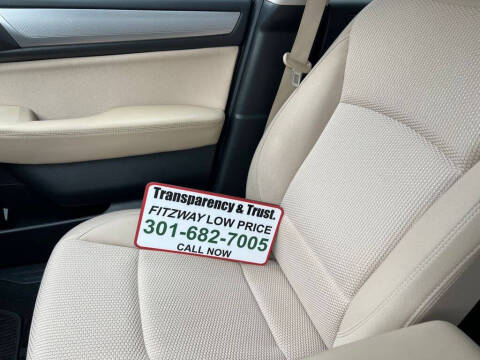 Transparency & Trust.
FITZWAY LOW PRICE
301-682-7005
CALL NOW